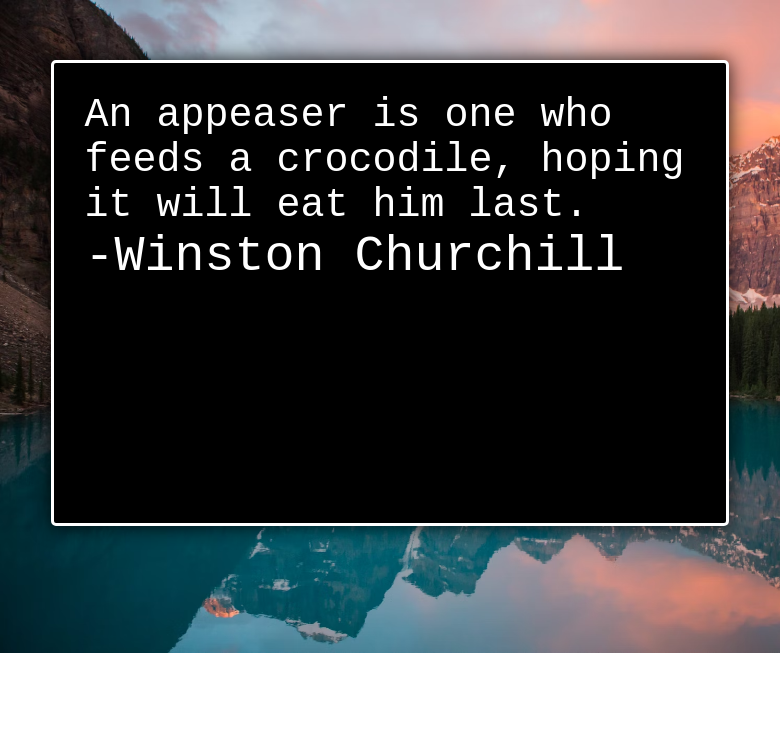 An appeaser is one who
feeds a crocodile, hoping
it will eat him last.
-Winston Churchill